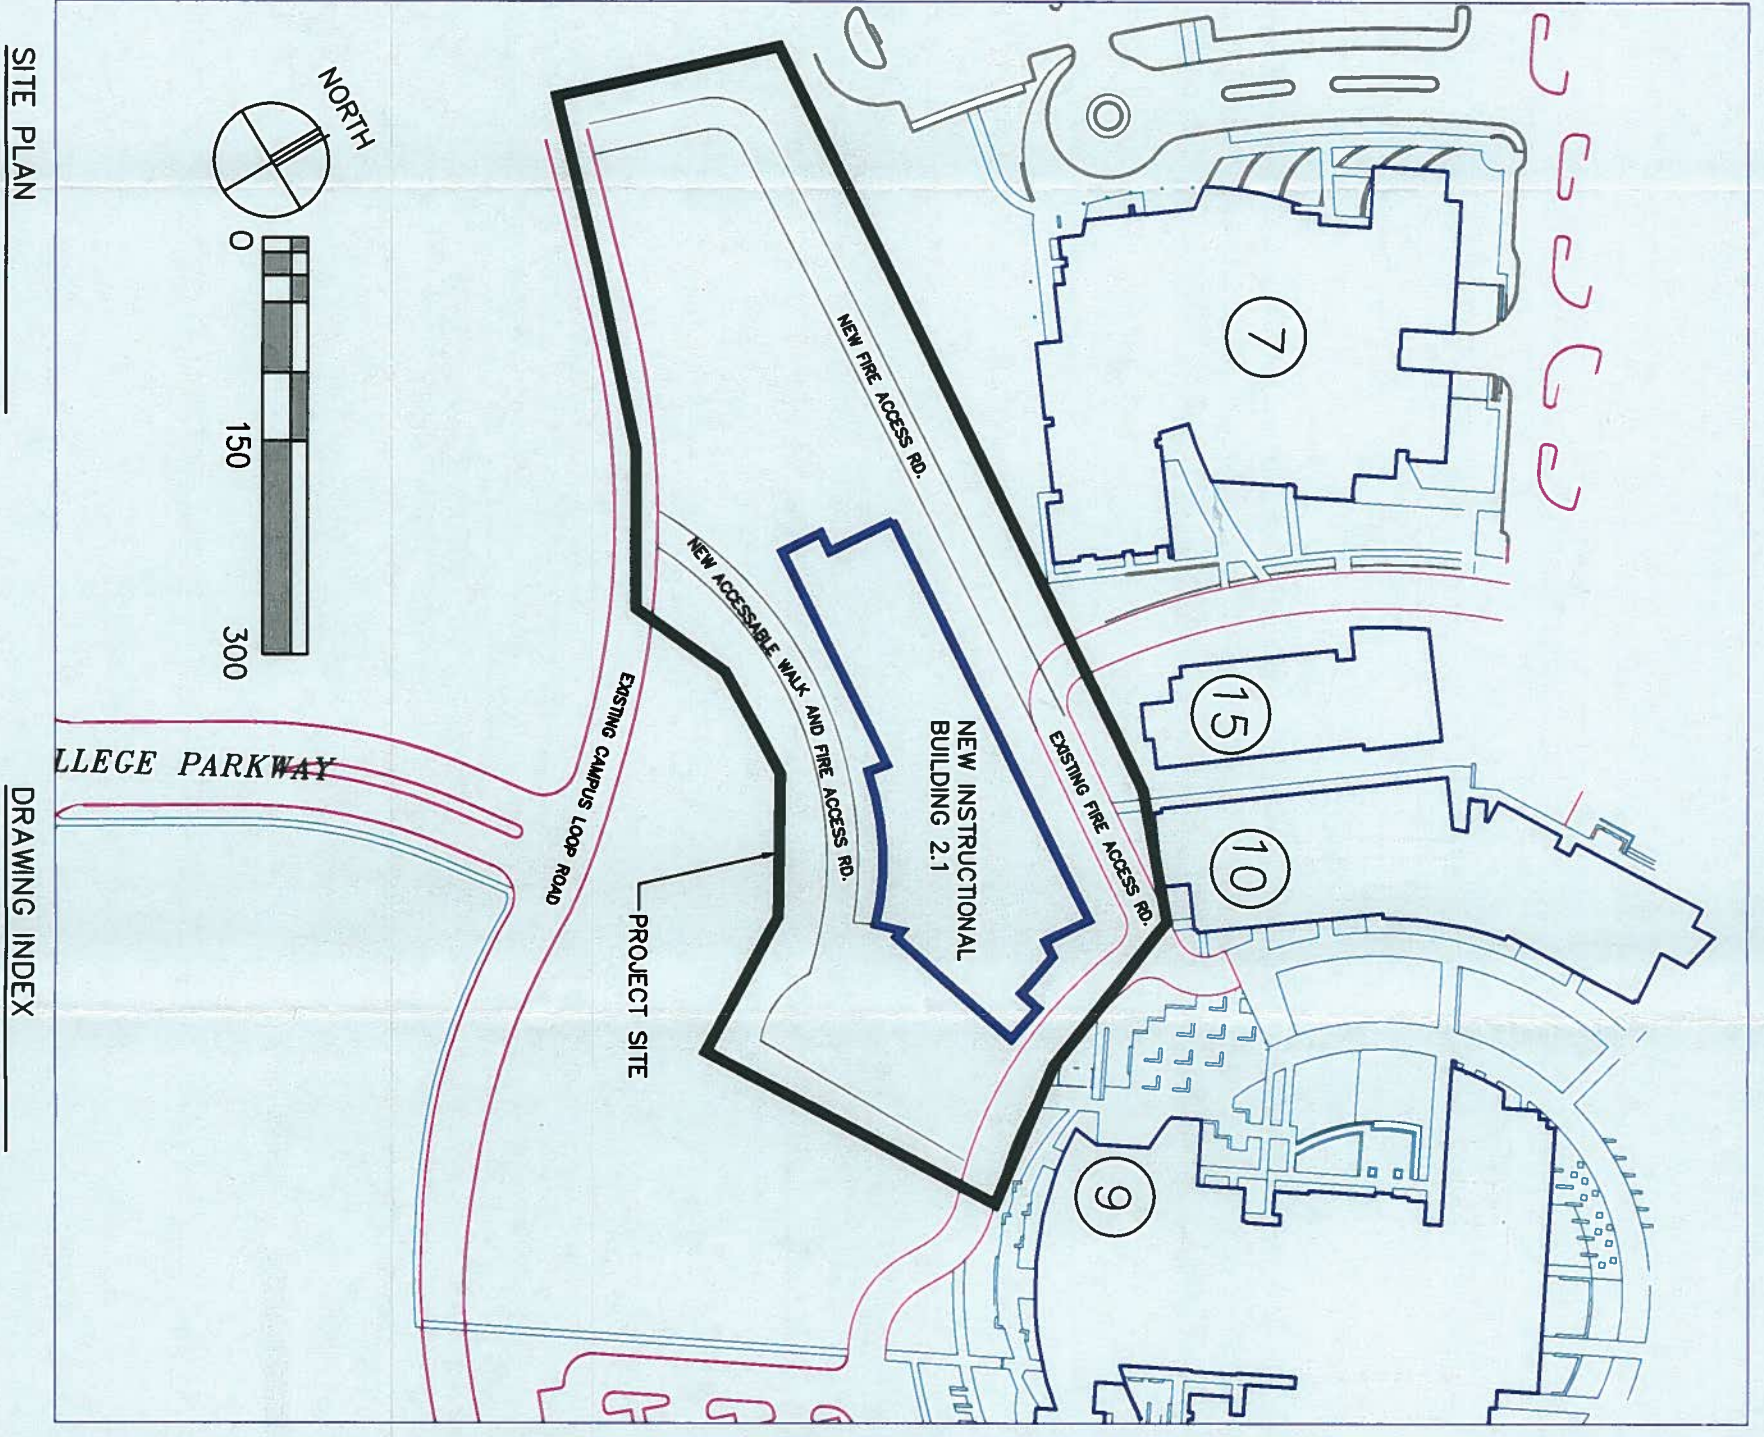 SITE PLAN
NORTH
0
150
300
DRAWING INDEX
7
15
10
9
NEW FIRE ACCESS RD.
EXISTING FIRE ACCESS RD.
NEW INSTRUCTIONAL
BUILDING 2.1
NEW ACCESSABLE WALK AND FIRE ACCESS RD.
EXISTING CAMPUS LOOP ROAD
PROJECT SITE
LLEGE PARKWAY